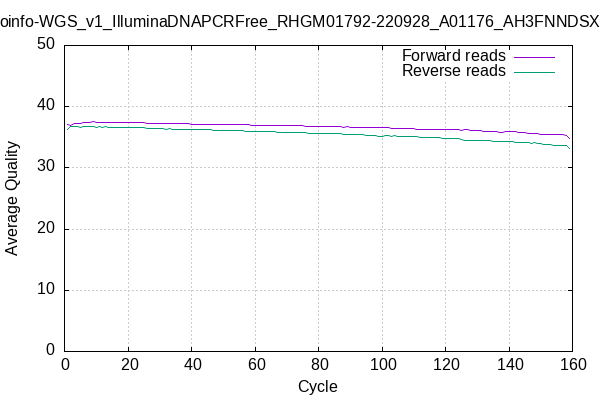 oinfo-WGS_v1_IlluminaDNAPCRFree_RHGM01792-220928_A01176_AH3FNNDSX
Forward reads
Reverse reads
50
40
30
20
10
0
Average Quality
0 20 40 60 80 100 120 140 160
Cycle